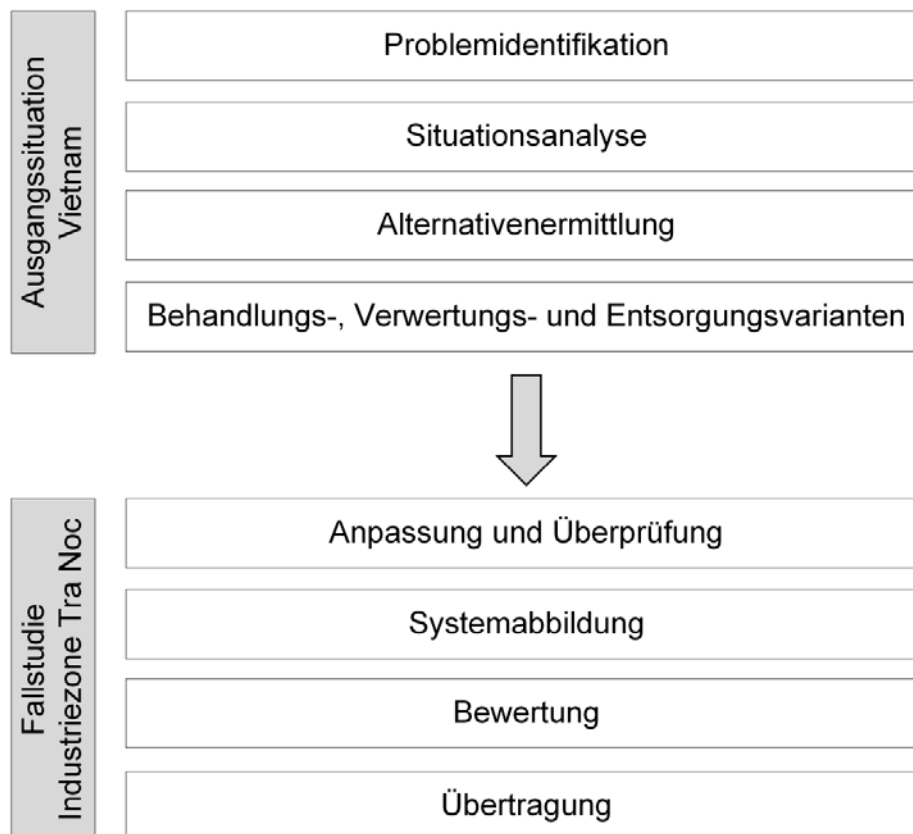 Ausgangssituation
Vietnam
Problemidentifikation
Situationsanalyse
Alternativenermittlung
Behandlungs-, Verwertungs- und Entsorgungsvarianten
Fallstudie
Industriezone Tra Noc
Anpassung und Überprüfung
Systemabbildung
Bewertung
Übertragung